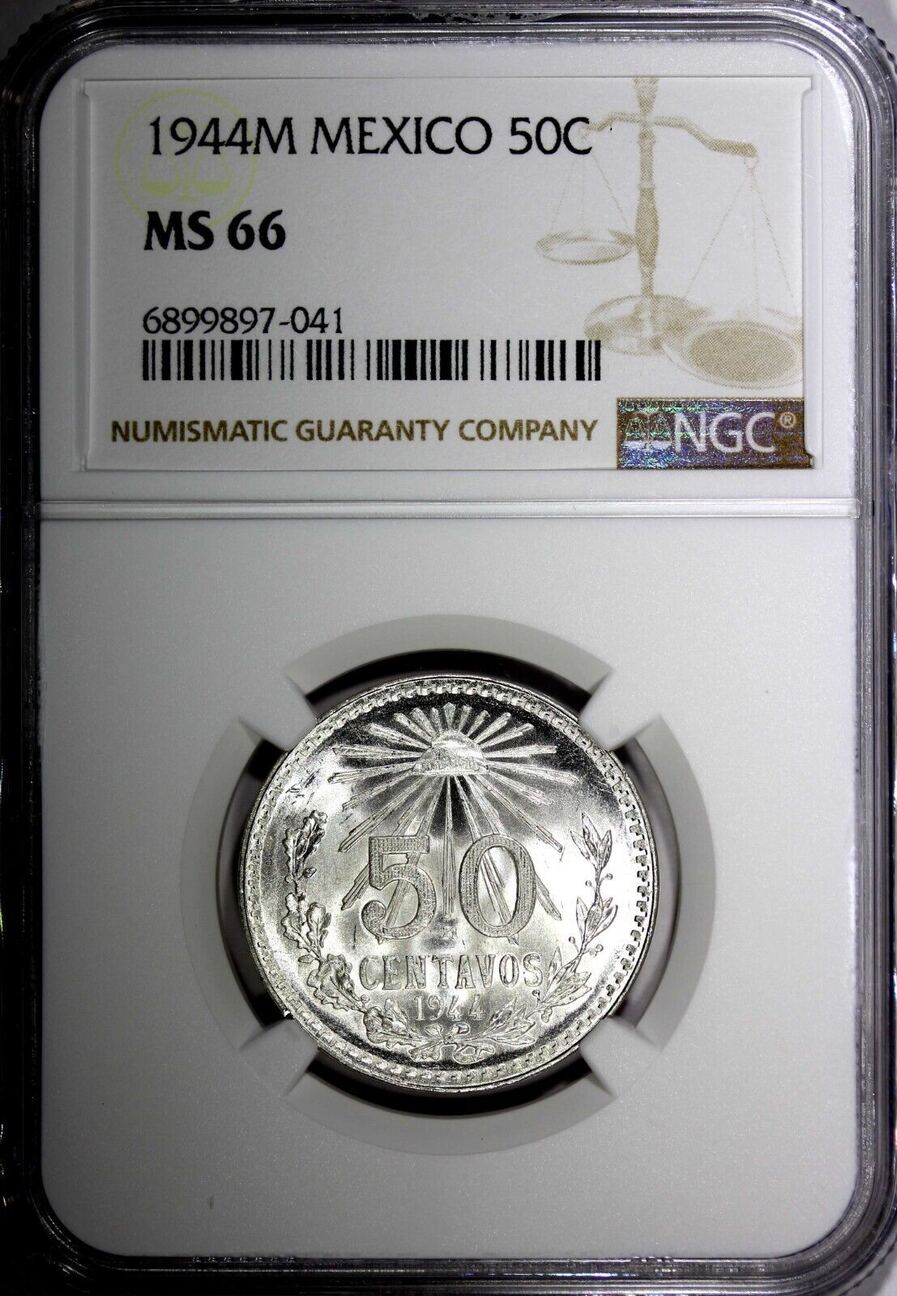 1944M MEXICO 50C
MS 66
6899897-041
NUMISMATIC GUARANTY COMPANY
NGC®
50
CENTAVOS
1944